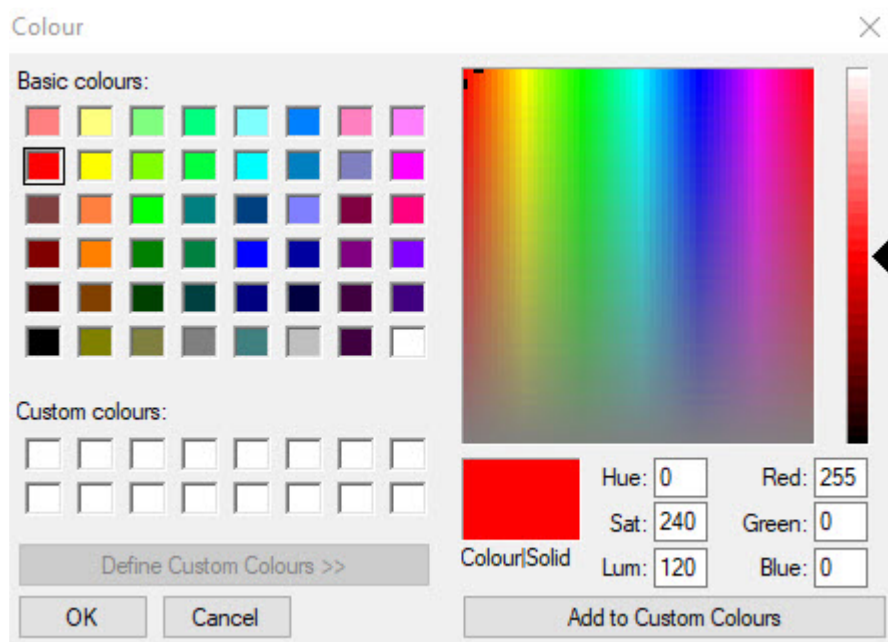 Colour
Basic colours:
Custom colours:
Define Custom Colours >>
OK
Cancel
Colour|Solid
Hue: 0
Sat: 240
Lum: 120
Red: 255
Green: 0
Blue: 0
Add to Custom Colours